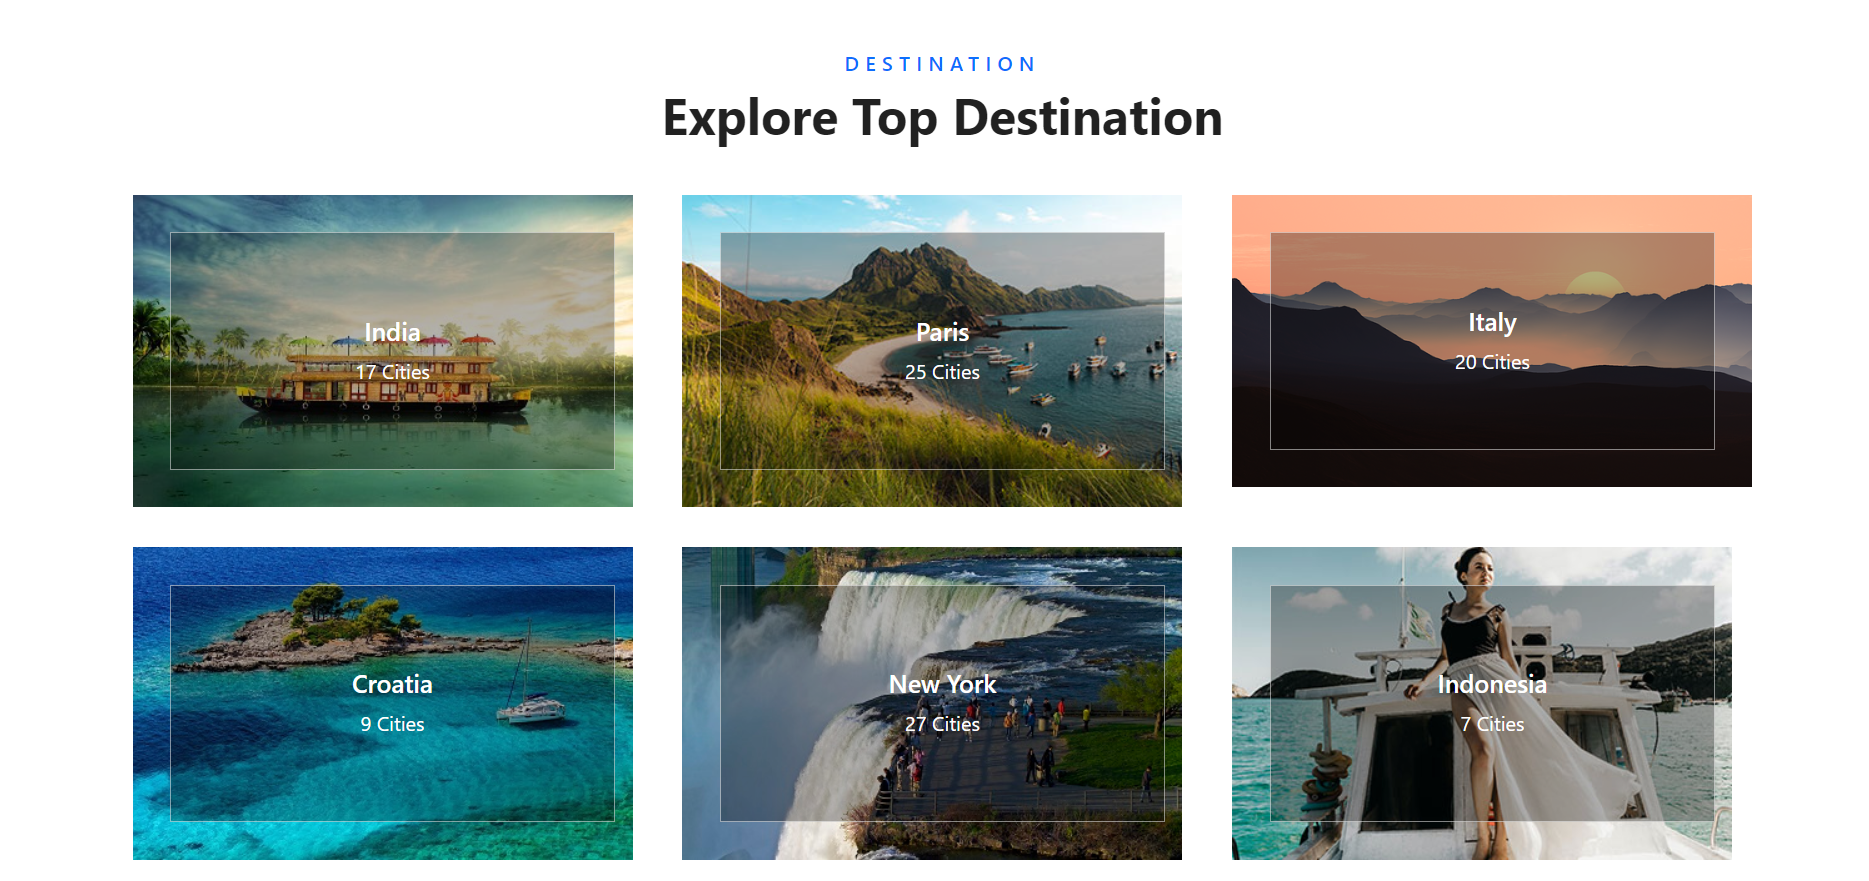 DESTINATION
Explore Top Destination
India
17 Cities
Paris
25 Cities
Italy
20 Cities
Croatia
9 Cities
New York
27 Cities
Indonesia
7 Cities